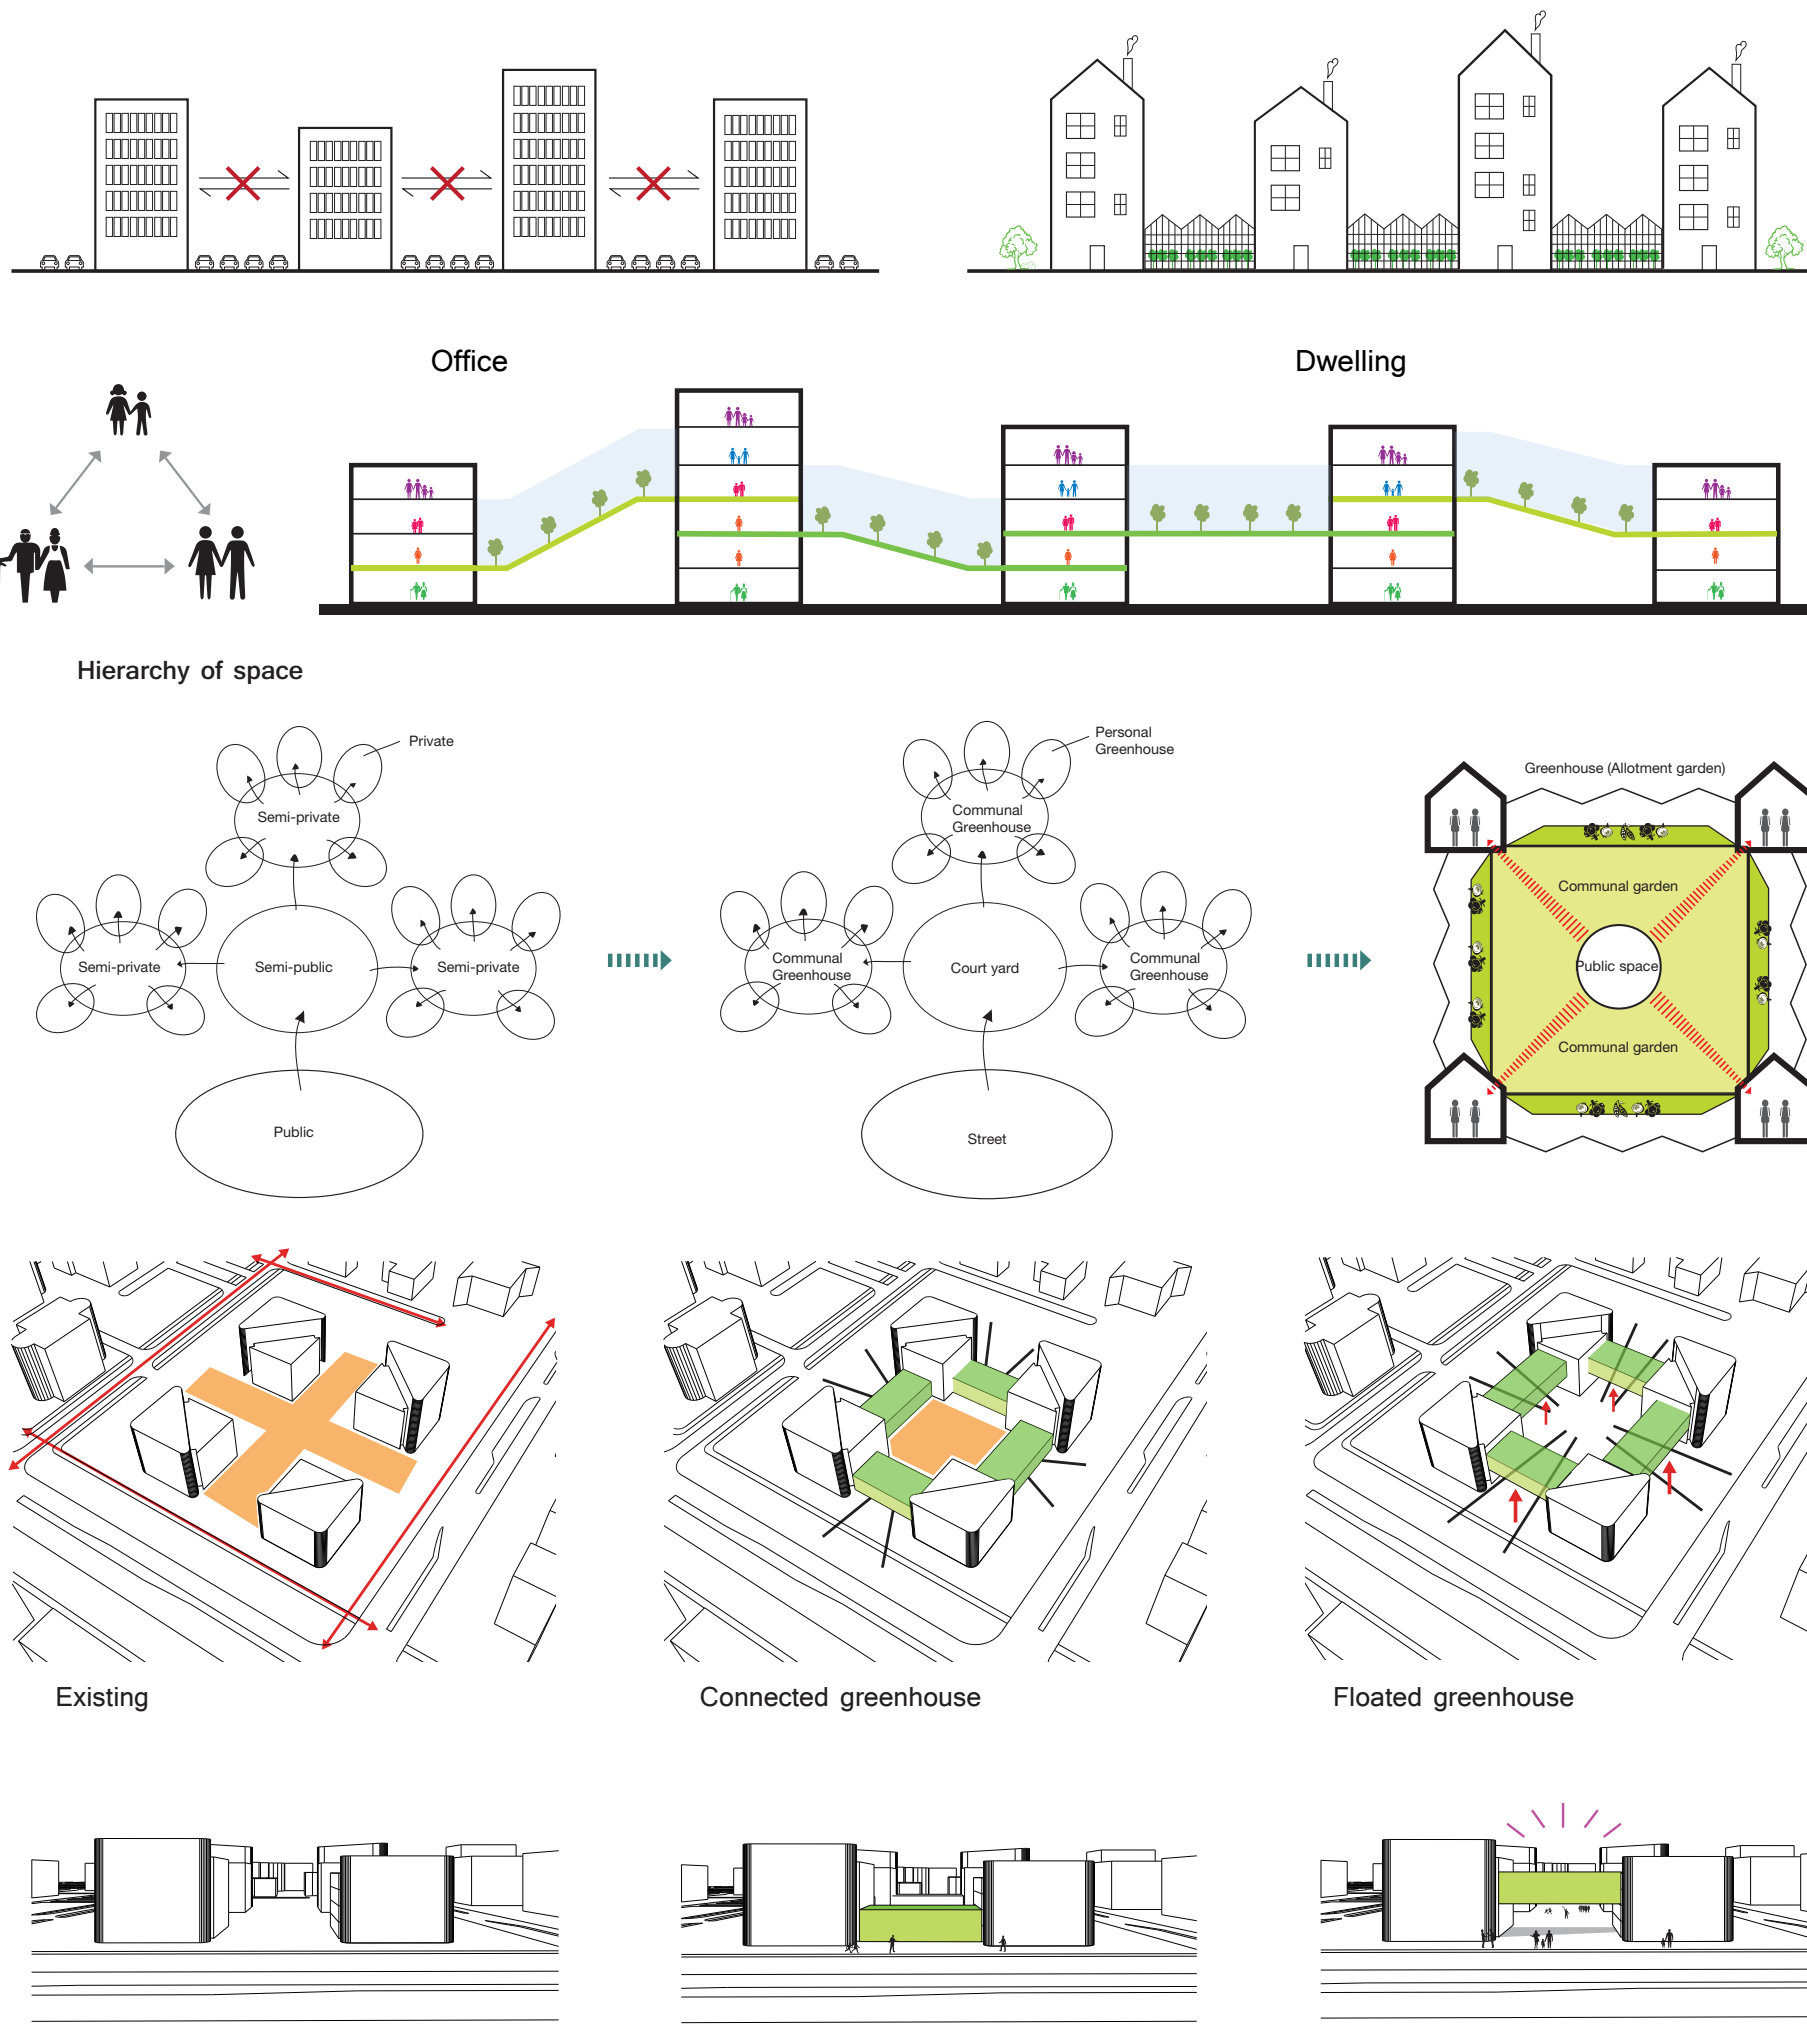 Office
Dwelling
Hierarchy of space
Private
Semi-private
Semi-private
Semi-public
Semi-private
Public
Personal
Greenhouse
Communal
Greenhouse
Communal
Greenhouse
Court yard
Communal
Greenhouse
Street
Greenhouse (Allotment garden)
Communal garden
Public space
Communal garden
Existing
Connected greenhouse
Floated greenhouse